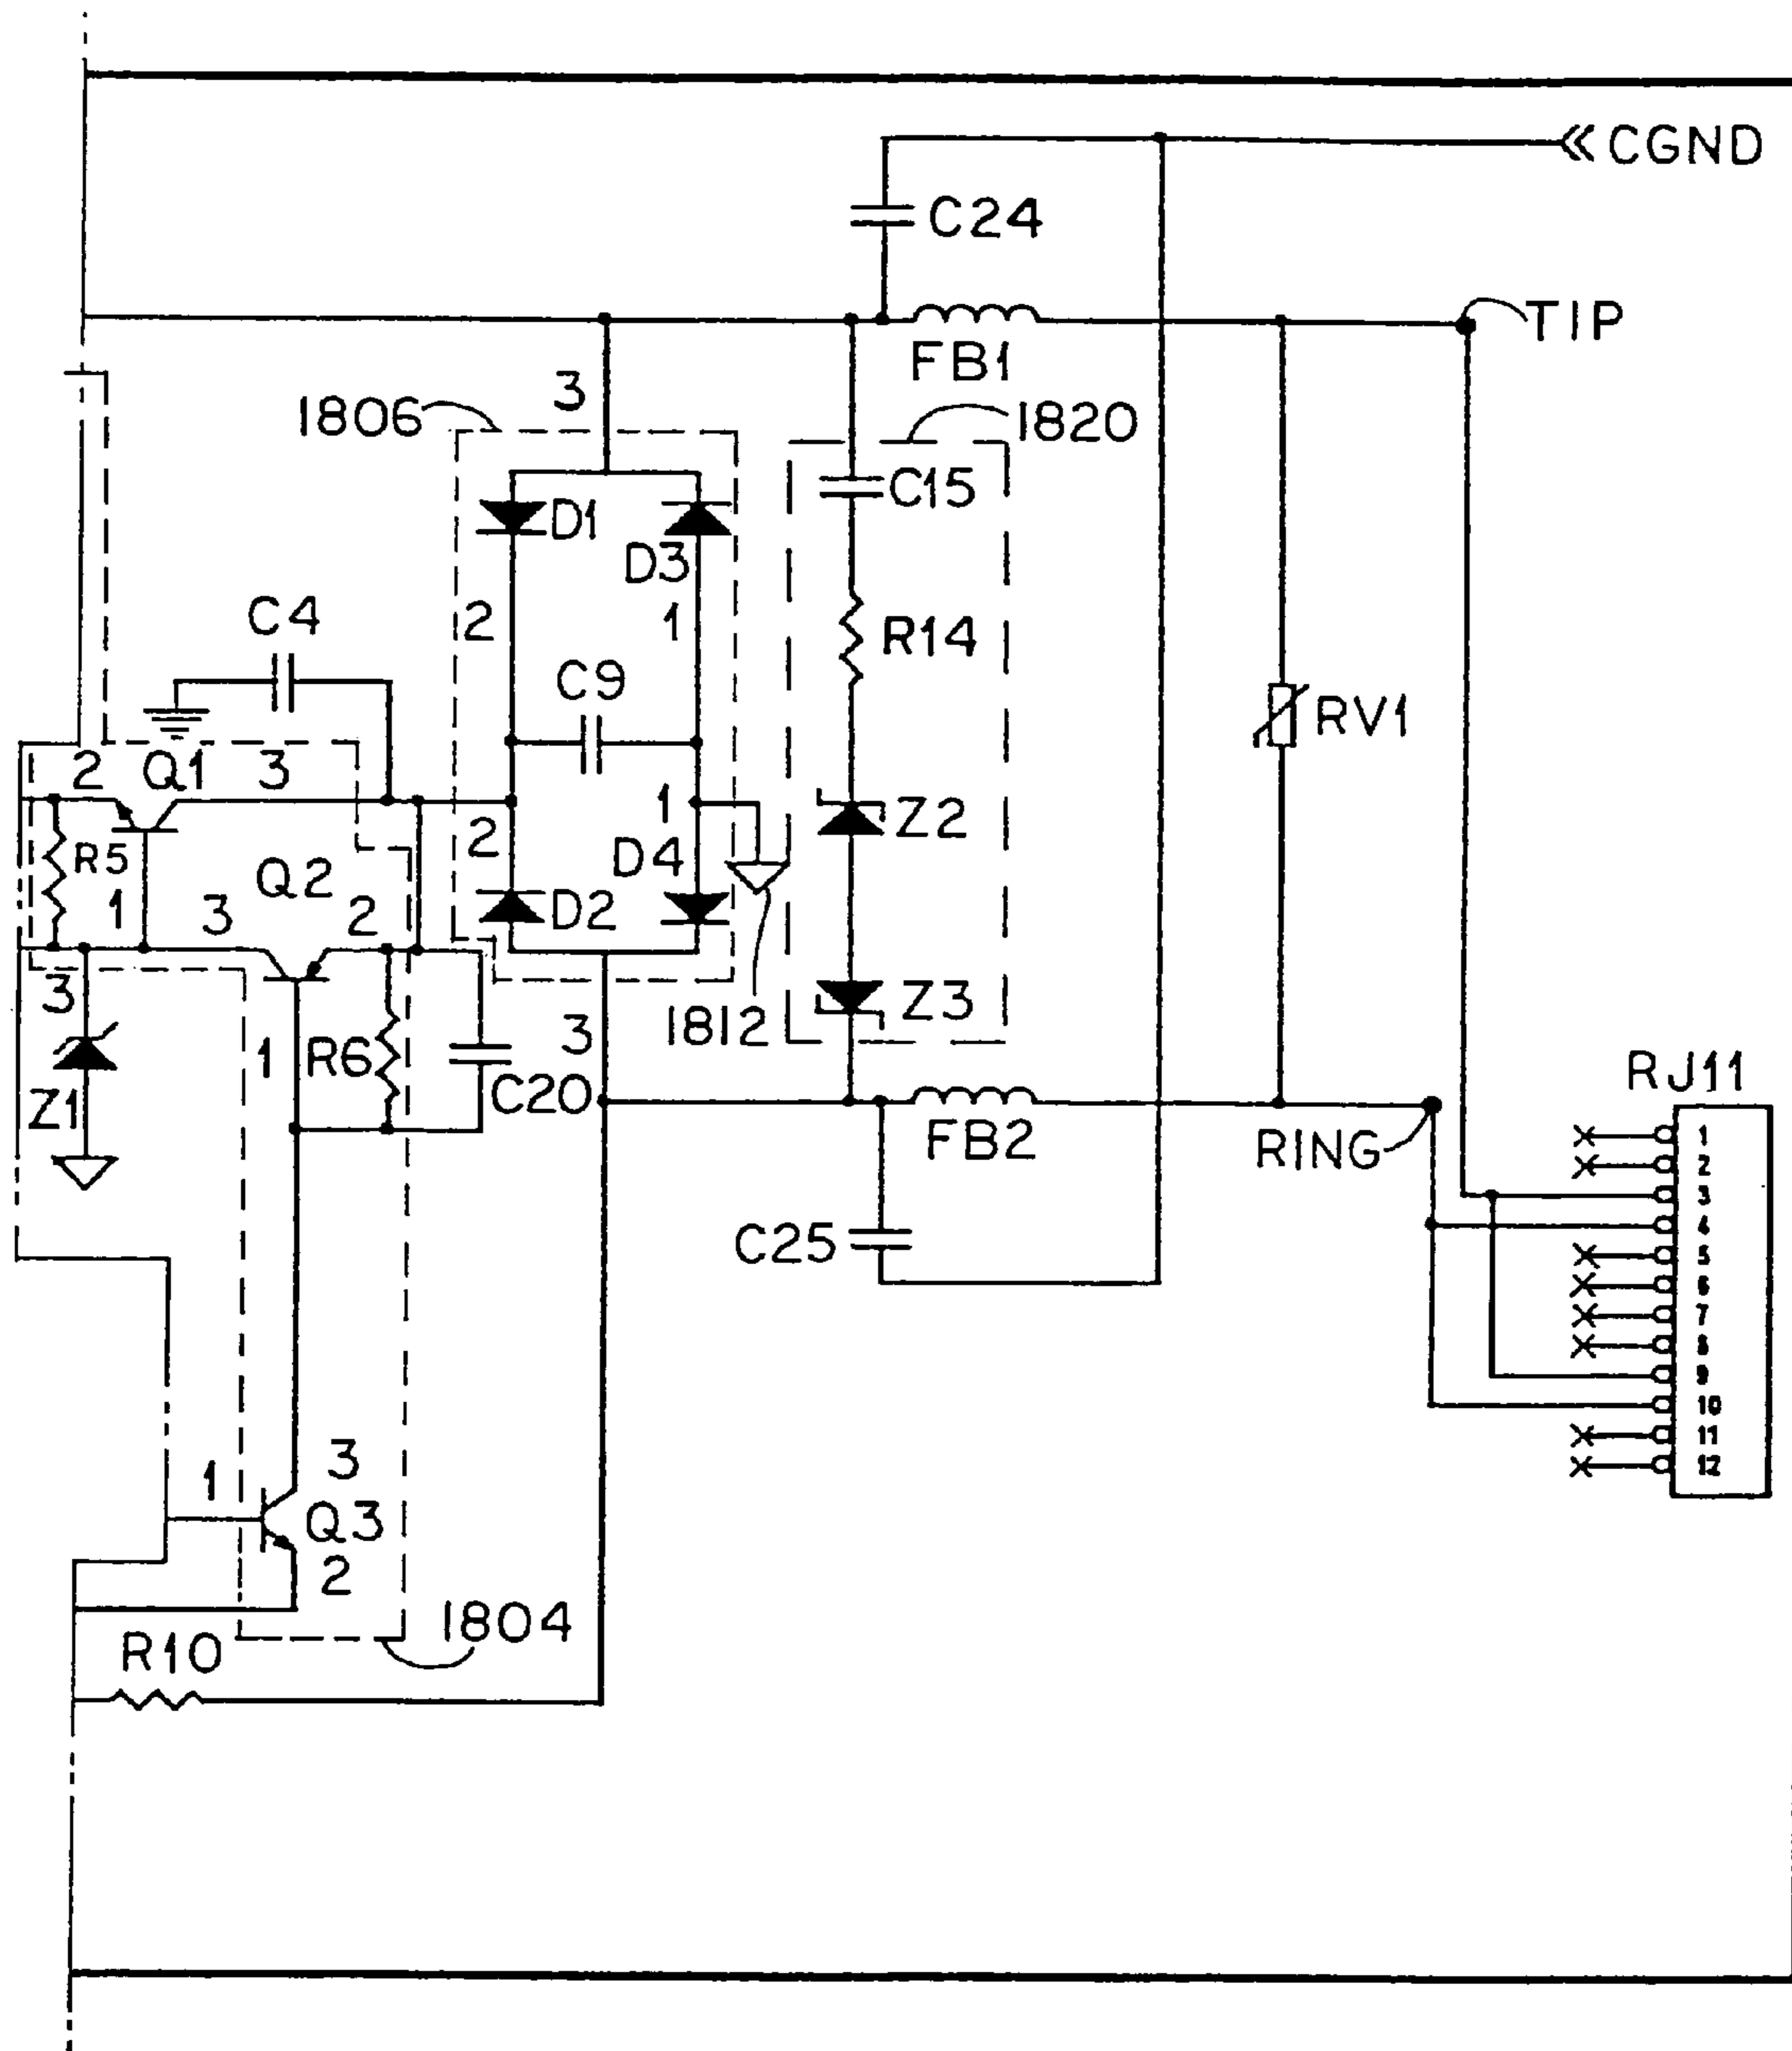 CGND
C24
TIP
FB1
3
1806
1820
C15
D1
D3
2
1
C4
R14
C9
RV1
2 Q1 3
1
Z2
R5
2
D4
Q2
1
3
2
D2
3
Z3
1812
3
1
R6
RJ11
Z1
C20
FB2
RING
1
2
3
4
5
6
7
8
9
10
11
12
C25
3
1
Q3
2
1804
R10